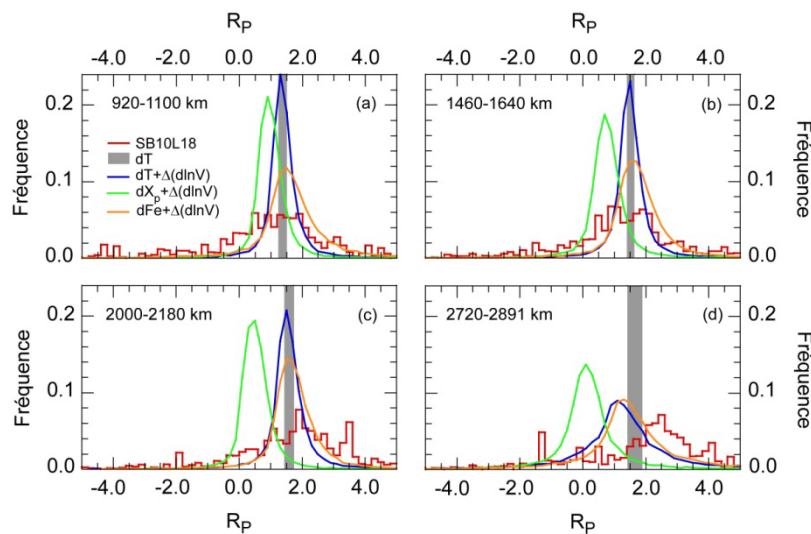 R_P
R_P
-4.0 -2.0 0.0 2.0 4.0
-4.0 -2.0 0.0 2.0 4.0
Fréquence
0.2
0.1
0.0
920-1100 km
(a)
SB10L18
dT
dT+Δ(dlnV)
dX_p+Δ(dlnV)
dFe+Δ(dlnV)
1460-1640 km
(b)
0.2
0.1
0.0
Fréquence
Fréquence
0.2
0.1
0.0
2000-2180 km
(c)
2720-2891 km
(d)
0.2
0.1
0.0
Fréquence
-4.0 -2.0 0.0 2.0 4.0
-4.0 -2.0 0.0 2.0 4.0
R_P
R_P